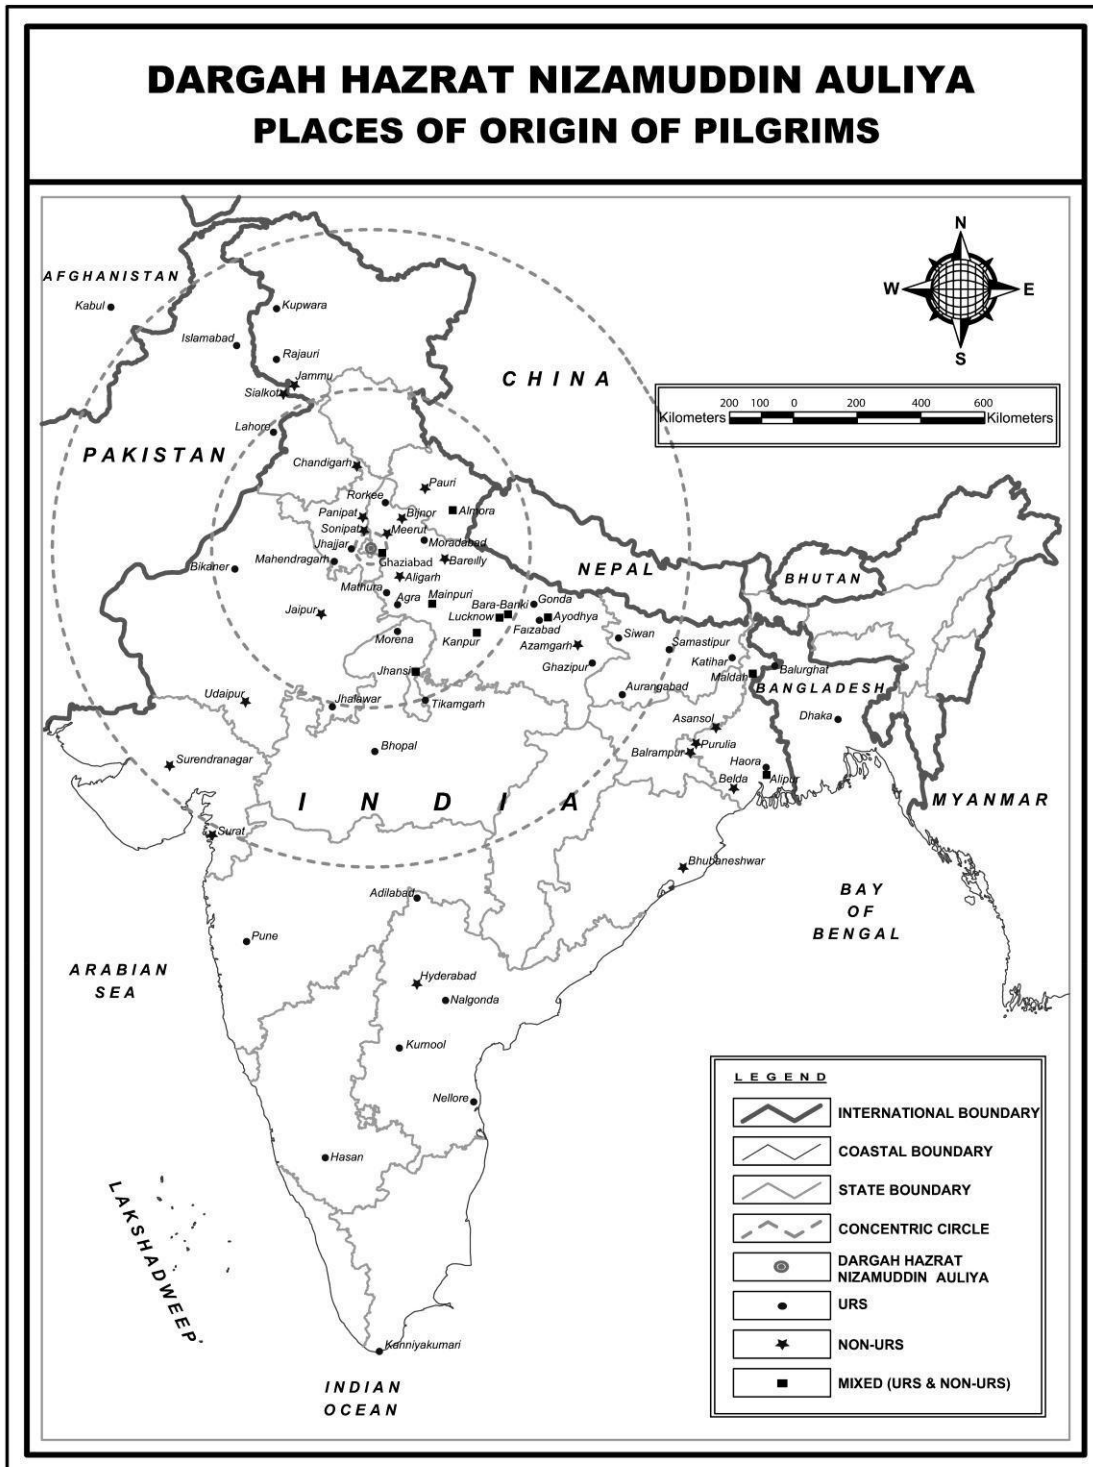 DARGAH HAZRAT NIZAMUDDIN AULIYA
PLACES OF ORIGIN OF PILGRIMS
N
W
E
S
AFGHANISTAN
Kabul
Kupwara
Islamabad
Rajauri
Jammu
Sialkot
CHINA
Kilometers
200 100 0 200 400 600
Kilometers
Lahore
PAKISTAN
Chandigarh
Pauri
Rorkee
Almora
Panipat
Bijnor
Sonipat
Meerut
Jhajjar
Moradabad
Mahendragarh
Ghaziabad
Bareilly
Bikaner
NEPAL
BHUTAN
Aligarh
Mathura
Agra
Mainpuri
Bara-Banki
Gonda
Jaipur
Lucknow
Ayodhya
Faizabad
Morena
Kanpur
Azamgarh
Siwan
Samastipur
Ghazipur
Katihar
Balurghat
Jhansi
Maldah
BANGLADESH
Udaipur
Jhalawar
Tikamgarh
Aurangabad
Dhaka
Asansol
Bhopal
Purulia
Balrampur
Surendranagar
Haora
Belda
Alipur
INDIA
MYANMAR
Surat
Bhubaneshwar
Adilabad
BAY
OF
BENGAL
Pune
ARABIAN
SEA
Hyderabad
Nalgonda
Kurnool
Nellore
Hasan
LAKSHADWEEP
Kanniyakumari
INDIAN
OCEAN
LEGEND
INTERNATIONAL BOUNDARY
COASTAL BOUNDARY
STATE BOUNDARY
CONCENTRIC CIRCLE
DARGAH HAZRAT
NIZAMUDDIN AULIYA
URS
NON-URS
MIXED (URS & NON-URS)